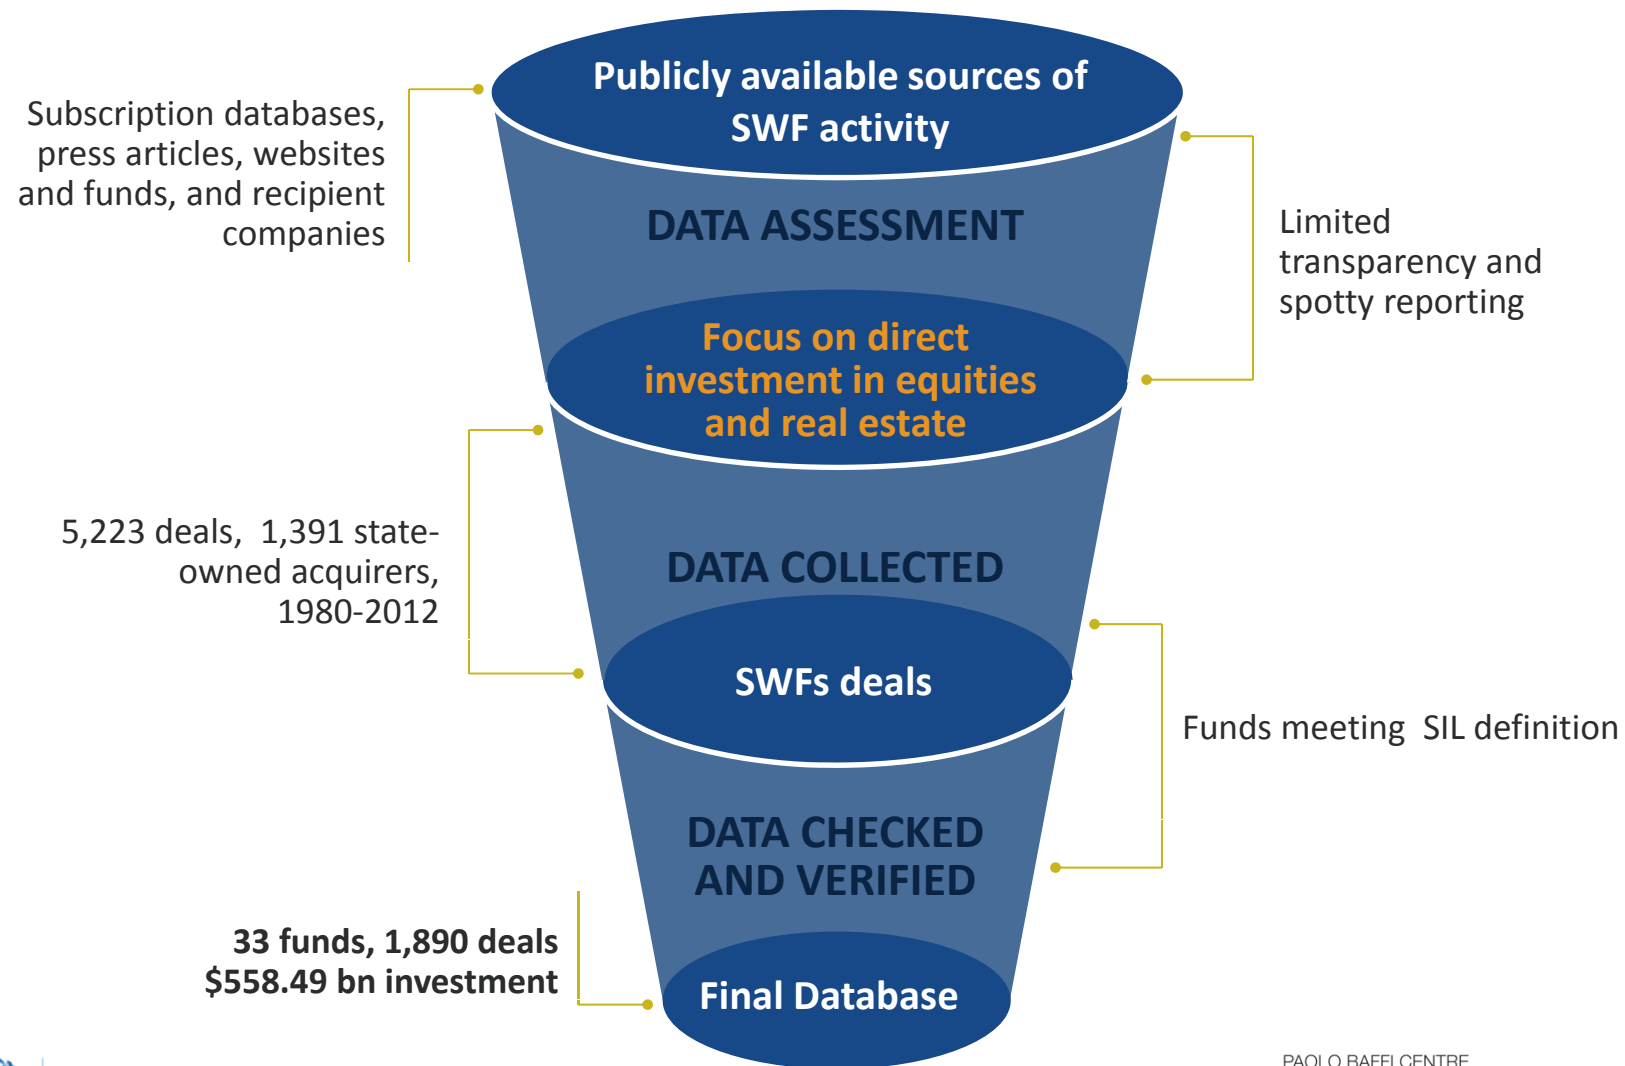 Publicly available sources of
SWF activity
Subscription databases,
press articles, websites
and funds, and recipient
companies
DATA ASSESSMENT
Limited
transparency and
spotty reporting
Focus on direct
investment in equities
and real estate
5,223 deals, 1,391 state-
owned acquirers,
1980-2012
DATA COLLECTED
SWFs deals
Funds meeting SIL definition
DATA CHECKED
AND VERIFIED
33 funds, 1,890 deals
$558.49 bn investment
Final Database
PAOLO BAFFI CENTRE